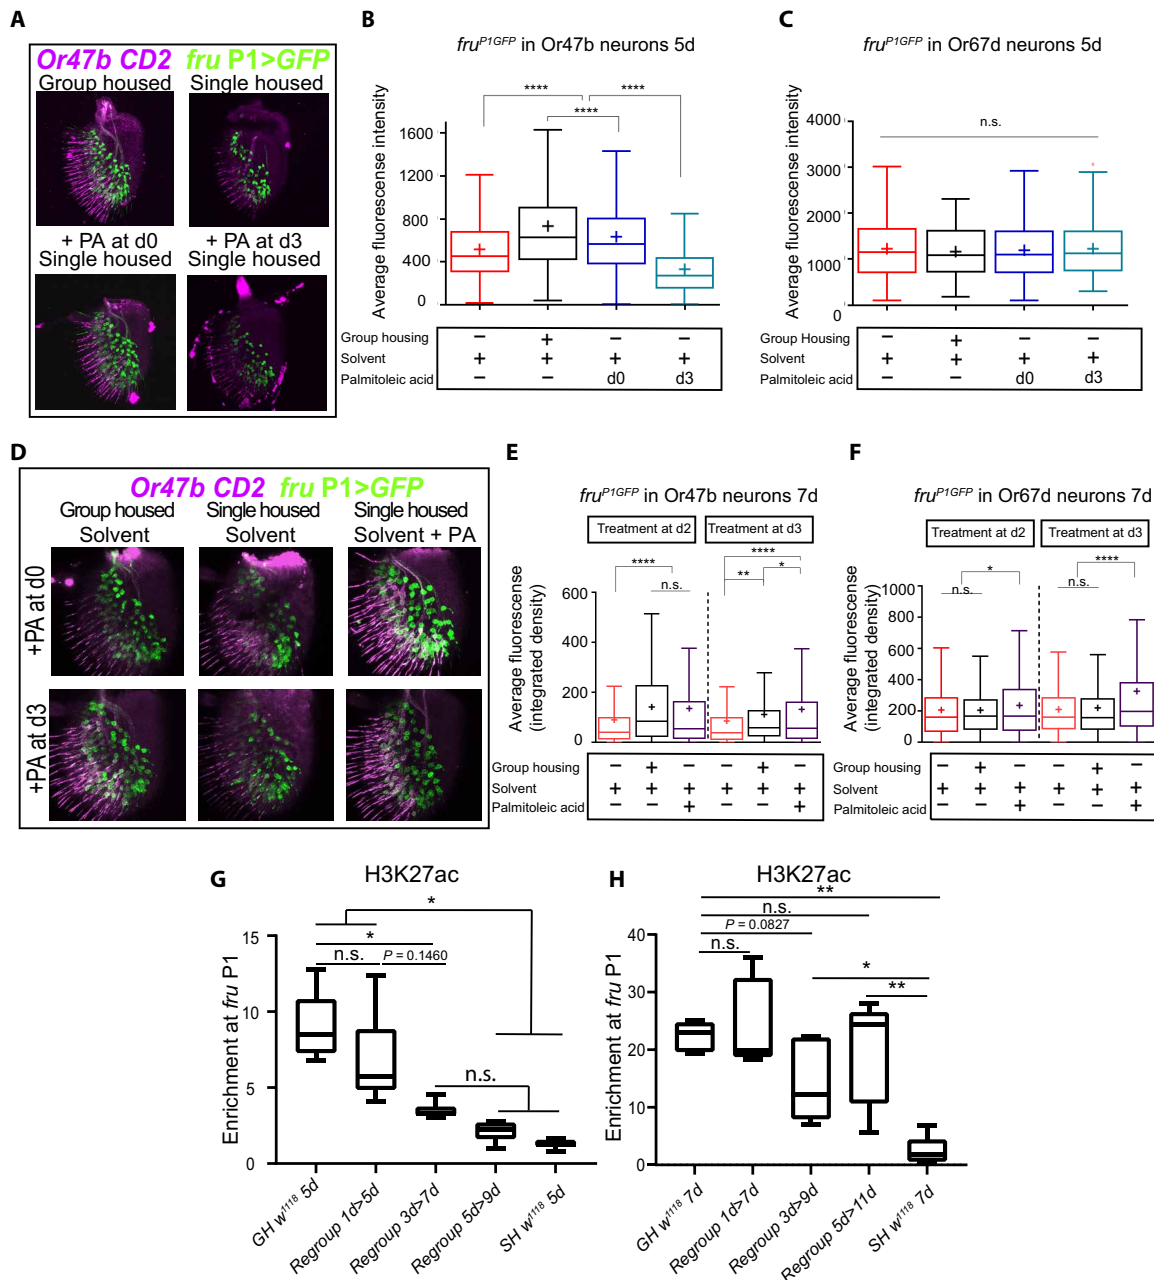 A
Or47b CD2 fru P1>GFP
Group housed Single housed
+ PA at d0 + PA at d3
Single housed Single housed
B
fruP1GFP in Or47b neurons 5d
Average fluorescense intensity
1600
1200
800
400
0
****
****
****
Group housing − + − −
Solvent + + + +
Palmitoleic acid − − d0 d3
C
fruP1GFP in Or67d neurons 5d
Average fluorescense intensity
4000
3000
2000
1000
0
n.s.
Group Housing − + − −
Solvent + + + +
Palmitoleic acid − − d0 d3
D
Or47b CD2 fru P1>GFP
Group housed Single housed Single housed
Solvent Solvent Solvent + PA
+PA at d0
+PA at d3
E
fruP1GFP in Or47b neurons 7d
Treatment at d2 Treatment at d3
Average fluorescense
(integrated density)
600
400
200
0
****
n.s.
****
**
*
Group housing − + − − + −
Solvent + + + + + +
Palmitoleic acid − − + − − +
F
fruP1GFP in Or67d neurons 7d
Treatment at d2 Treatment at d3
Average fluorescense
(integrated density)
1000
800
600
400
200
0
*
n.s.
****
n.s.
Group housing − + − − + −
Solvent + + + + + +
Palmitoleic acid − − + − − +
G
H3K27ac
Enrichment at fru P1
15
10
5
0
*
*
n.s. P = 0.1460
n.s.
GH w1118 5d
Regroup 1d>5d
Regroup 3d>7d
Regroup 5d>9d
SH w1118 5d
H
H3K27ac
Enrichment at fru P1
40
30
20
10
0
**
n.s.
P = 0.0827
n.s.
*
**
GH w1118 7d
Regroup 1d>7d
Regroup 3d>9d
Regroup 5d>11d
SH w1118 7d